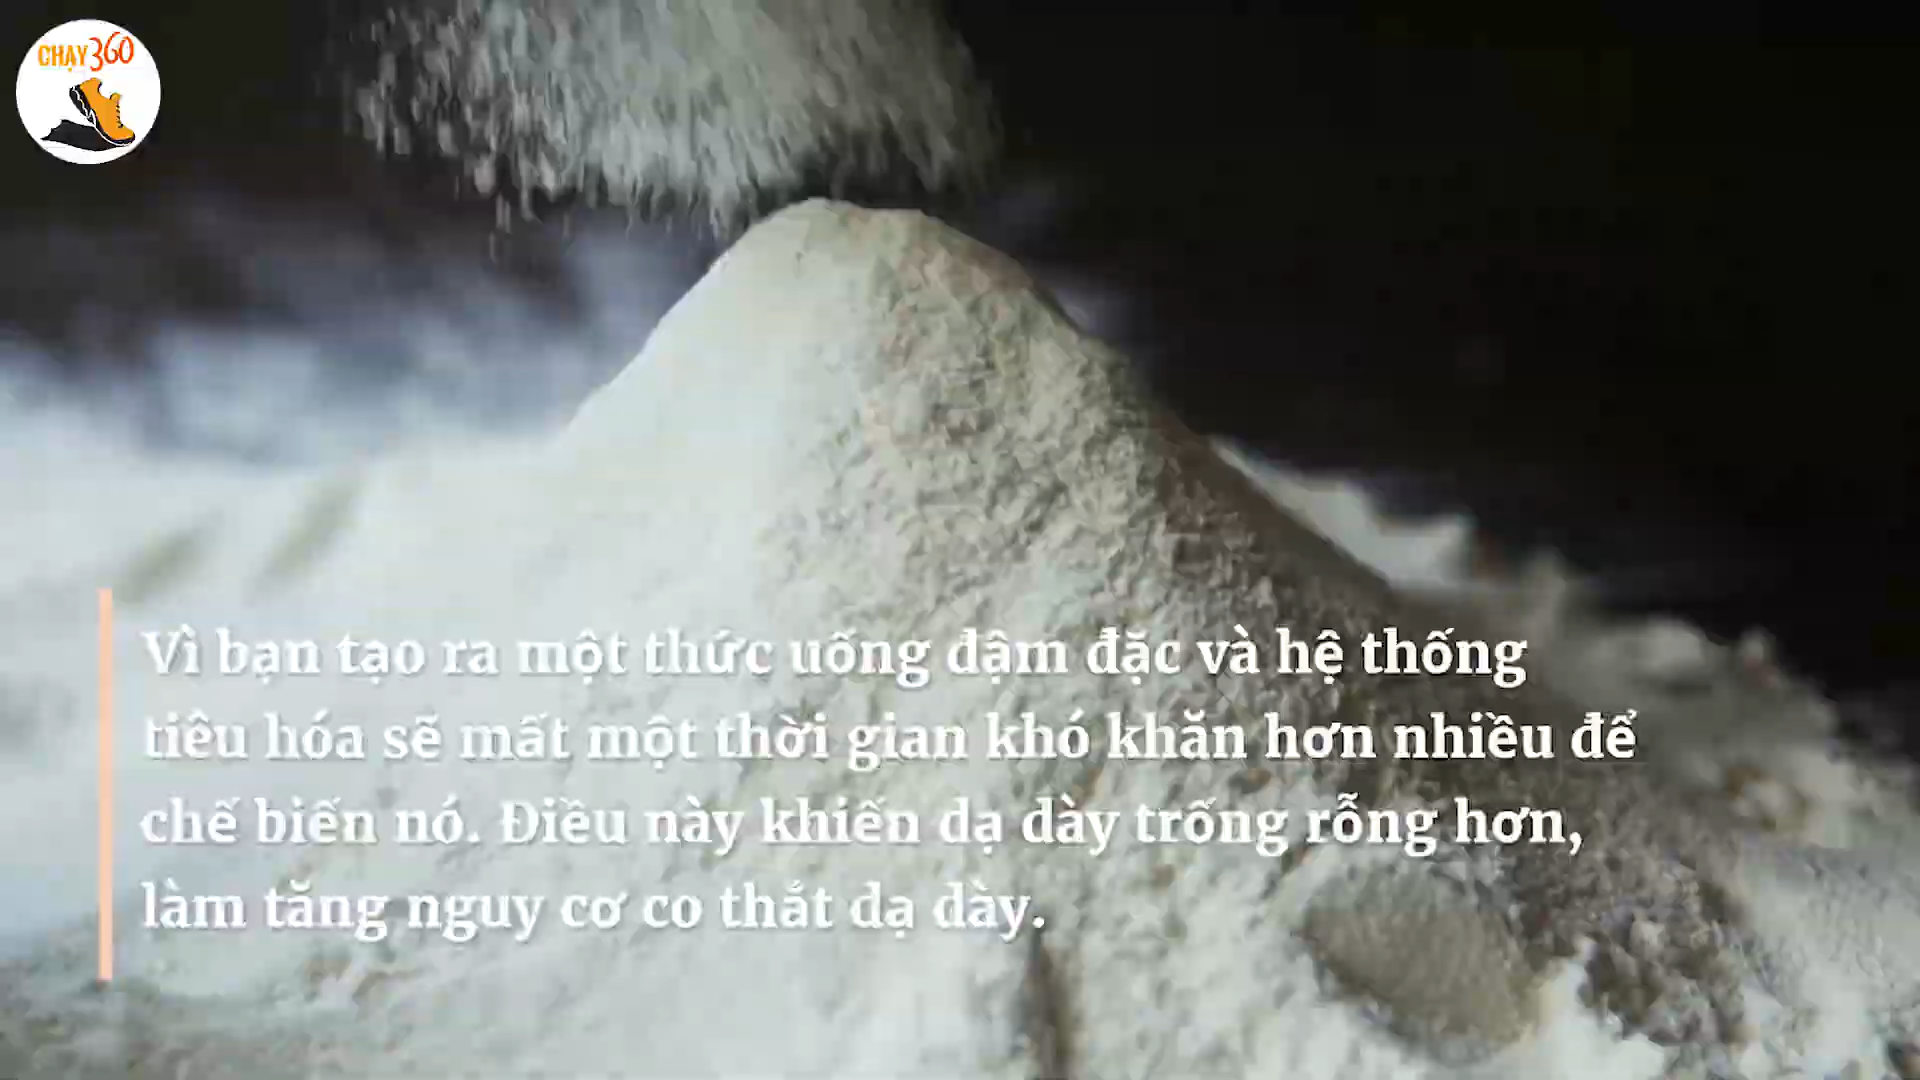 CHẠY 360
Vì bạn tạo ra một thức uống đậm đặc và hệ thống
tiêu hóa sẽ mất một thời gian khó khăn hơn nhiều để
chế biến nó. Điều này khiến dạ dày trống rỗng hơn,
làm tăng nguy cơ co thắt dạ dày.